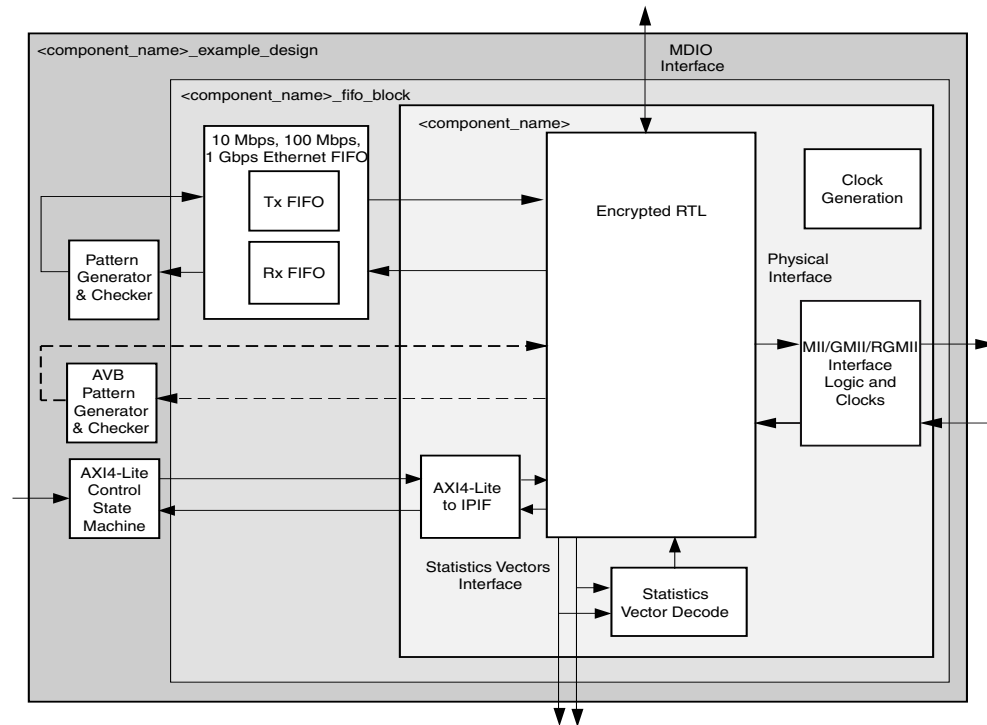 <component_name>_example_design
MDIO
Interface
<component_name>_fifo_block
<component_name>
10 Mbps, 100 Mbps,
1 Gbps Ethernet FIFO
Tx FIFO
Rx FIFO
Encrypted RTL
Clock
Generation
Pattern
Generator
& Checker
Physical
Interface
MII/GMII/RGMII
Interface
Logic and
Clocks
AVB
Pattern
Generator
& Checker
AXI4-Lite
Control
State
Machine
AXI4-Lite
to IPIF
Statistics Vectors
Interface
Statistics
Vector Decode